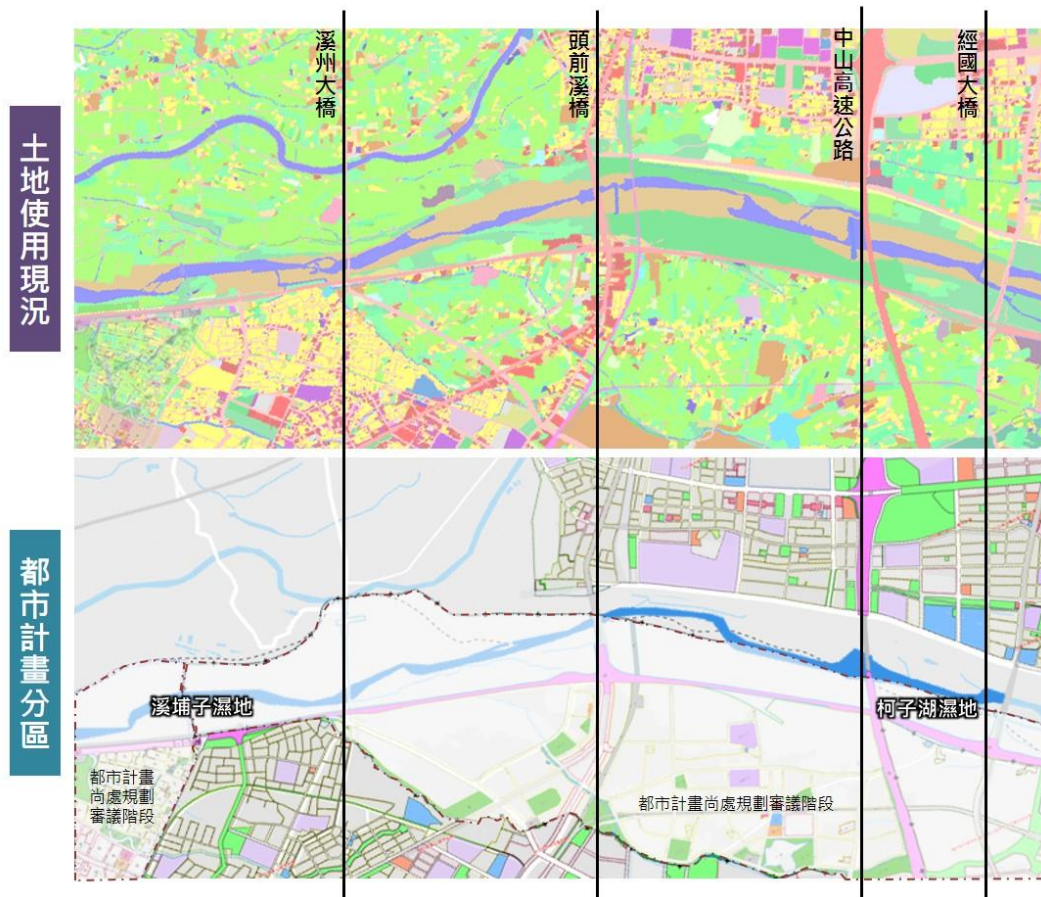 溪州大橋
頭前溪橋
中山高速公路
經國大橋
土地使用現況
都市計畫分區
溪埔子濕地
柯子湖濕地
都市計畫
尚處規劃
審議階段
都市計畫尚處規劃審議階段